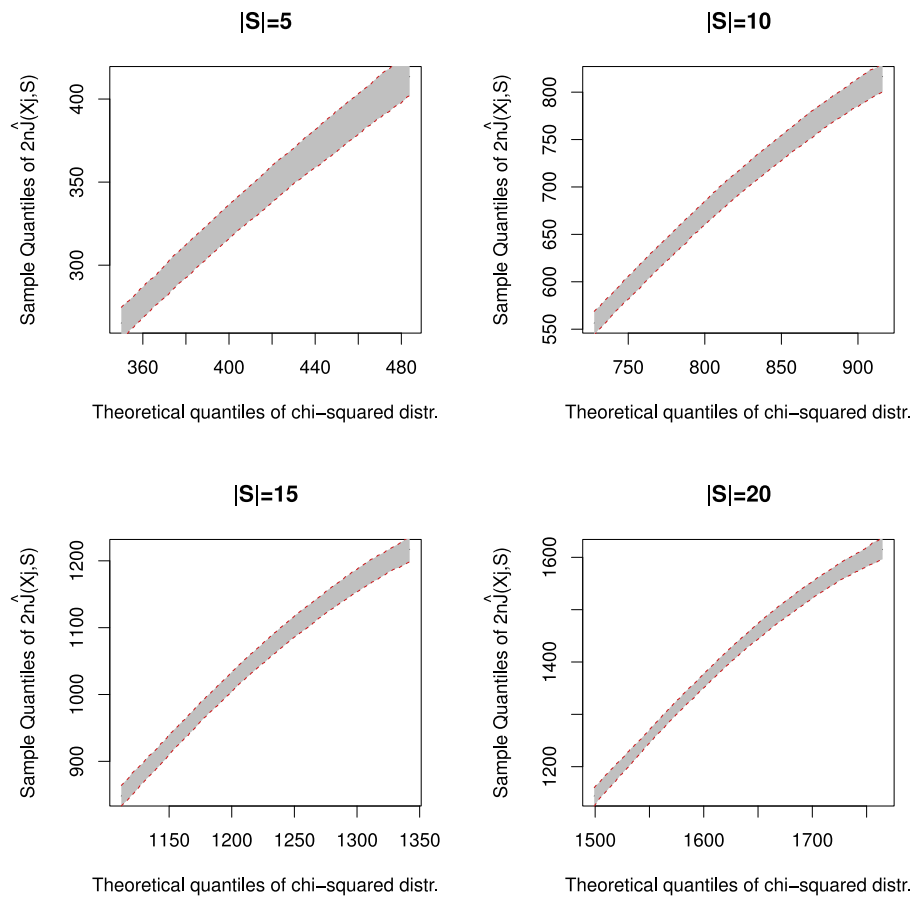 |S|=5
Sample Quantiles of 2nĴ(Xj,S)
400
350
300
360 400 440 480
Theoretical quantiles of chi−squared distr.
|S|=10
Sample Quantiles of 2nĴ(Xj,S)
800
750
700
650
600
550
750 800 850 900
Theoretical quantiles of chi−squared distr.
|S|=15
Sample Quantiles of 2nĴ(Xj,S)
1200
1100
1000
900
1150 1200 1250 1300 1350
Theoretical quantiles of chi−squared distr.
|S|=20
Sample Quantiles of 2nĴ(Xj,S)
1600
1400
1200
1500 1600 1700
Theoretical quantiles of chi−squared distr.